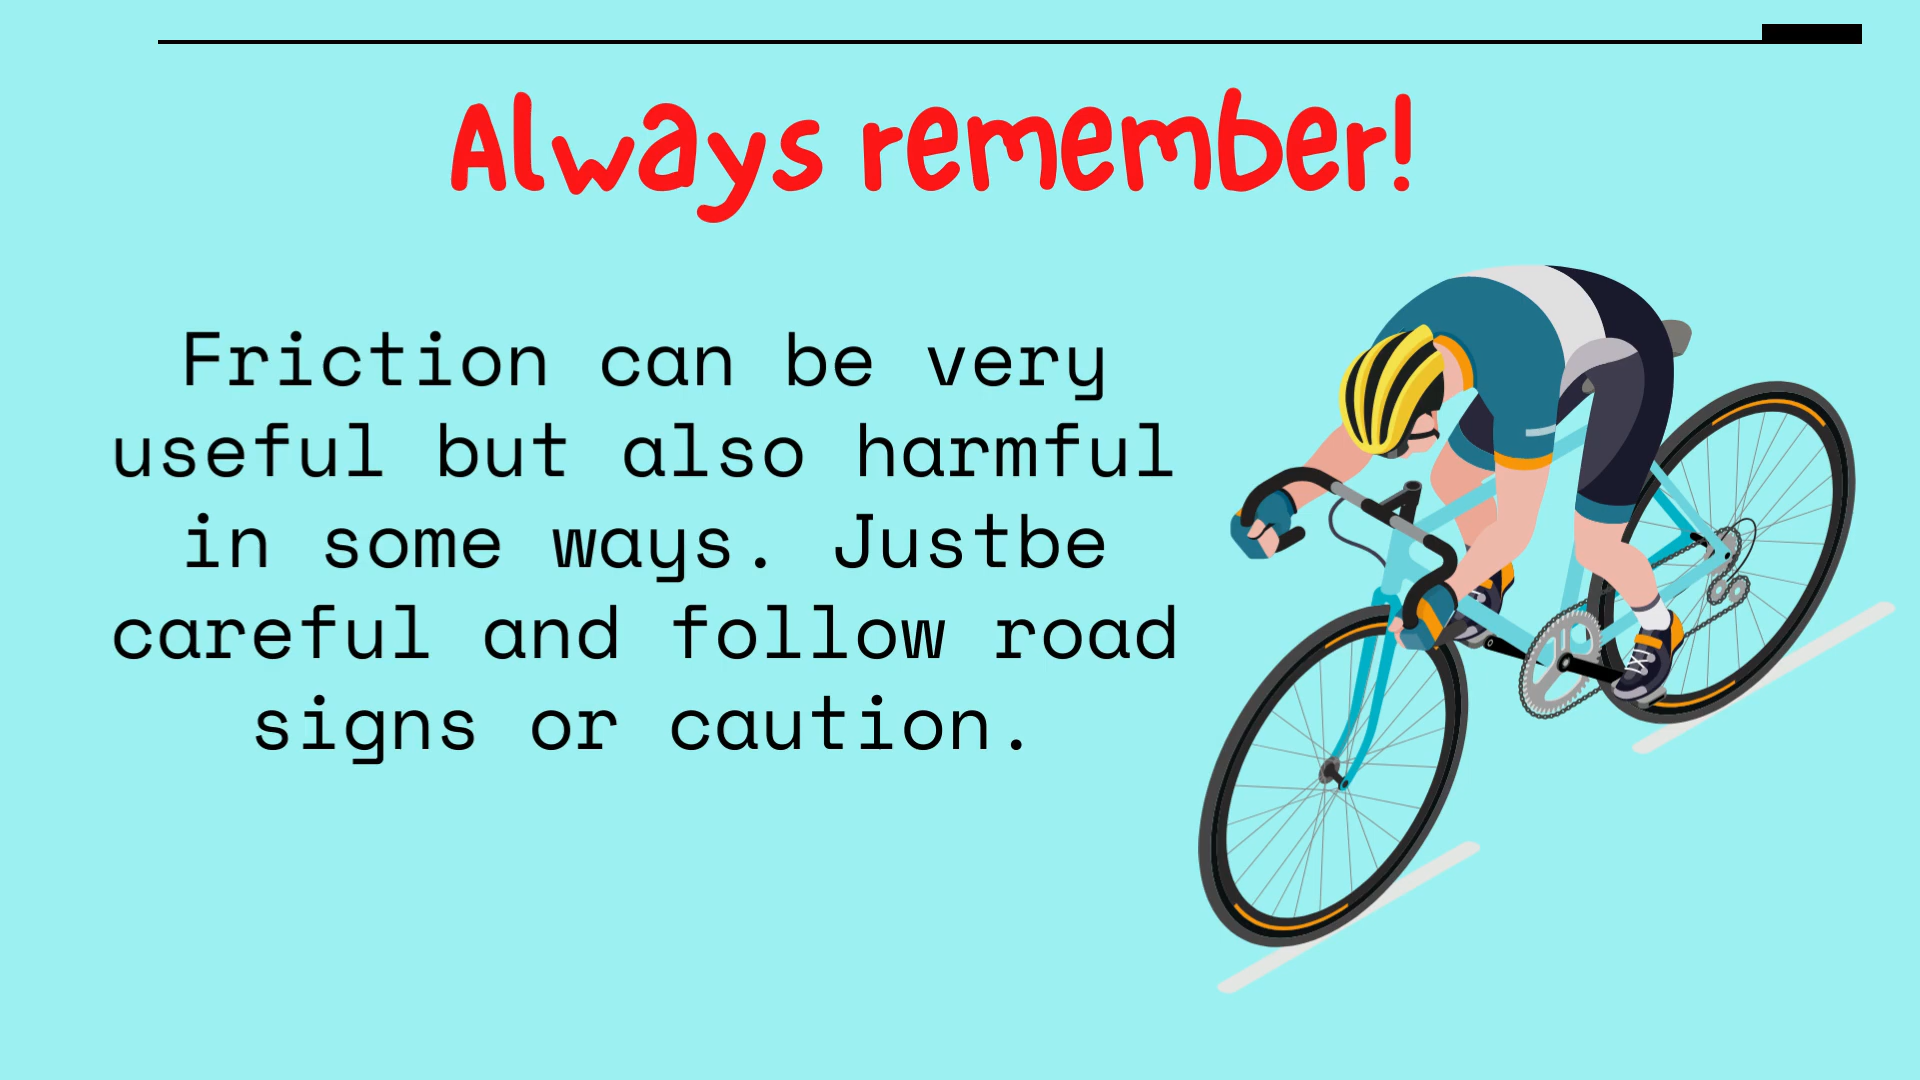 Always remember!
Friction can be very
useful but also harmful
in some ways. Justbe
careful and follow road
signs or caution.